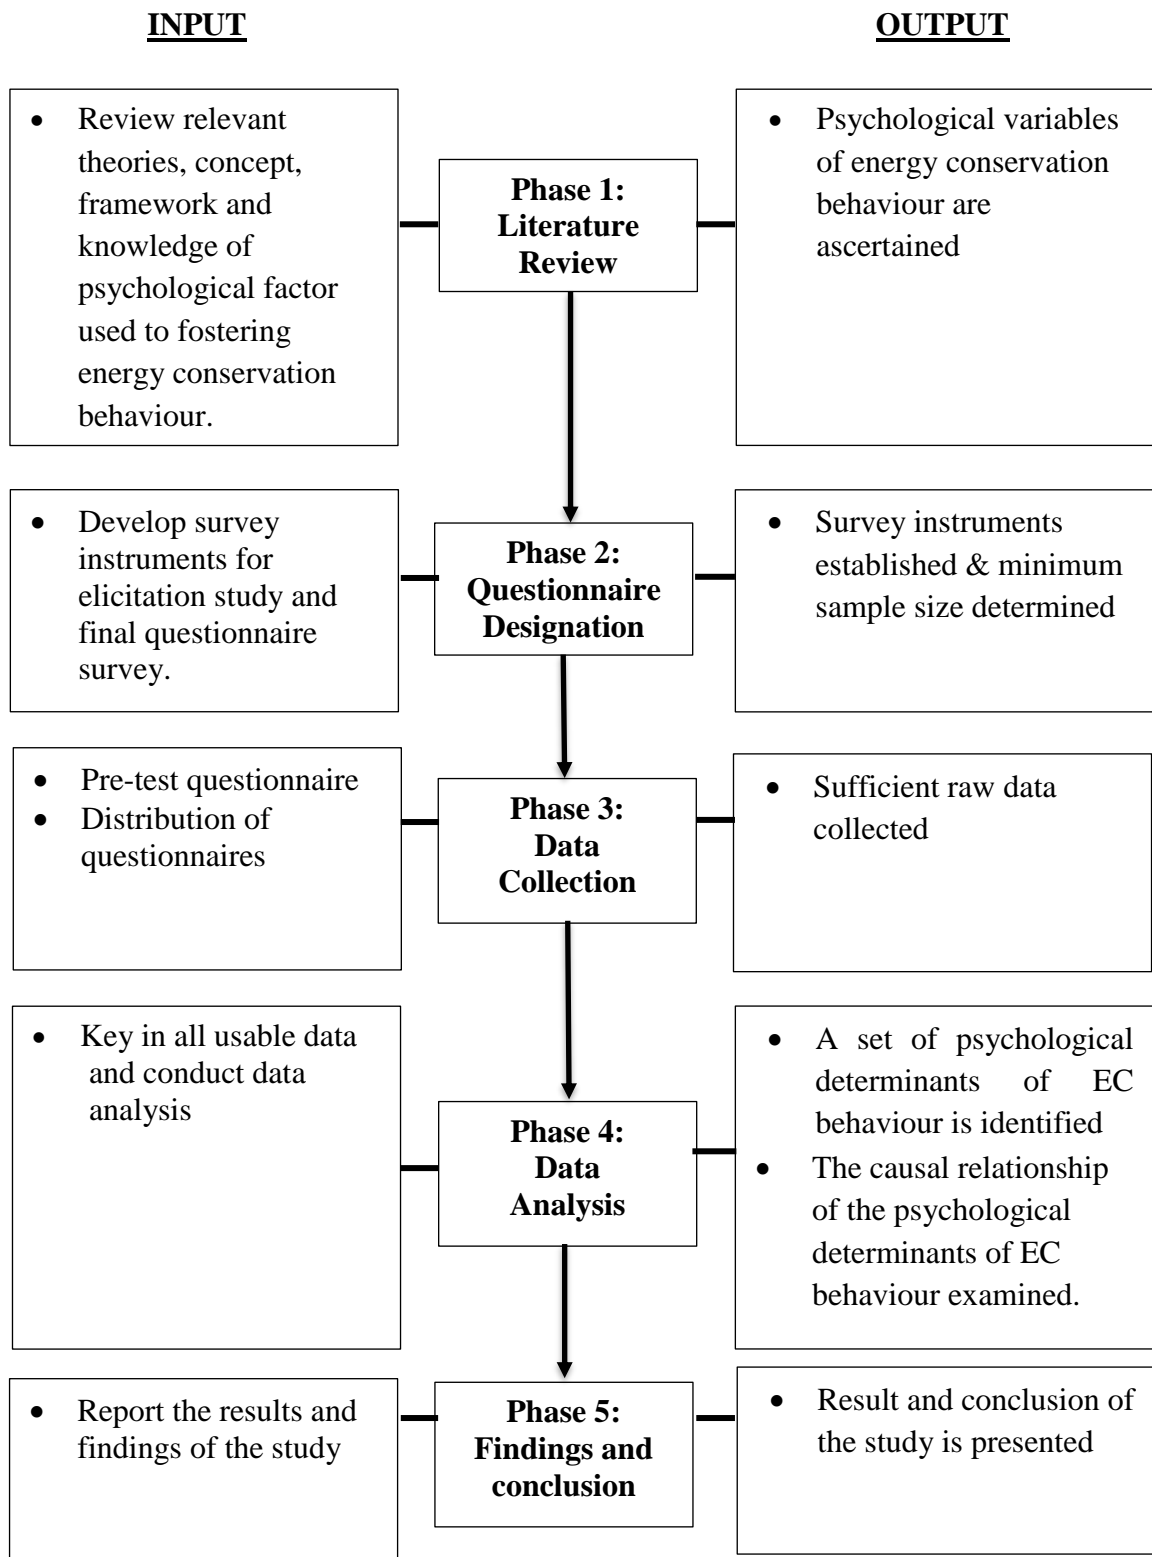 INPUT
OUTPUT
• Review relevant
theories, concept,
framework and
knowledge of
psychological factor
used to fostering
energy conservation
behaviour.
Phase 1:
Literature
Review
• Psychological variables
of energy conservation
behaviour are
ascertained
• Develop survey
instruments for
elicitation study and
final questionnaire
survey.
Phase 2:
Questionnaire
Designation
• Survey instruments
established & minimum
sample size determined
• Pre-test questionnaire
• Distribution of
questionnaires
Phase 3:
Data
Collection
• Sufficient raw data
collected
• Key in all usable data
and conduct data
analysis
Phase 4:
Data
Analysis
• A set of psychological
determinants of EC
behaviour is identified
• The causal relationship
of the psychological
determinants of EC
behaviour examined.
• Report the results and
findings of the study
Phase 5:
Findings and
conclusion
• Result and conclusion of
the study is presented